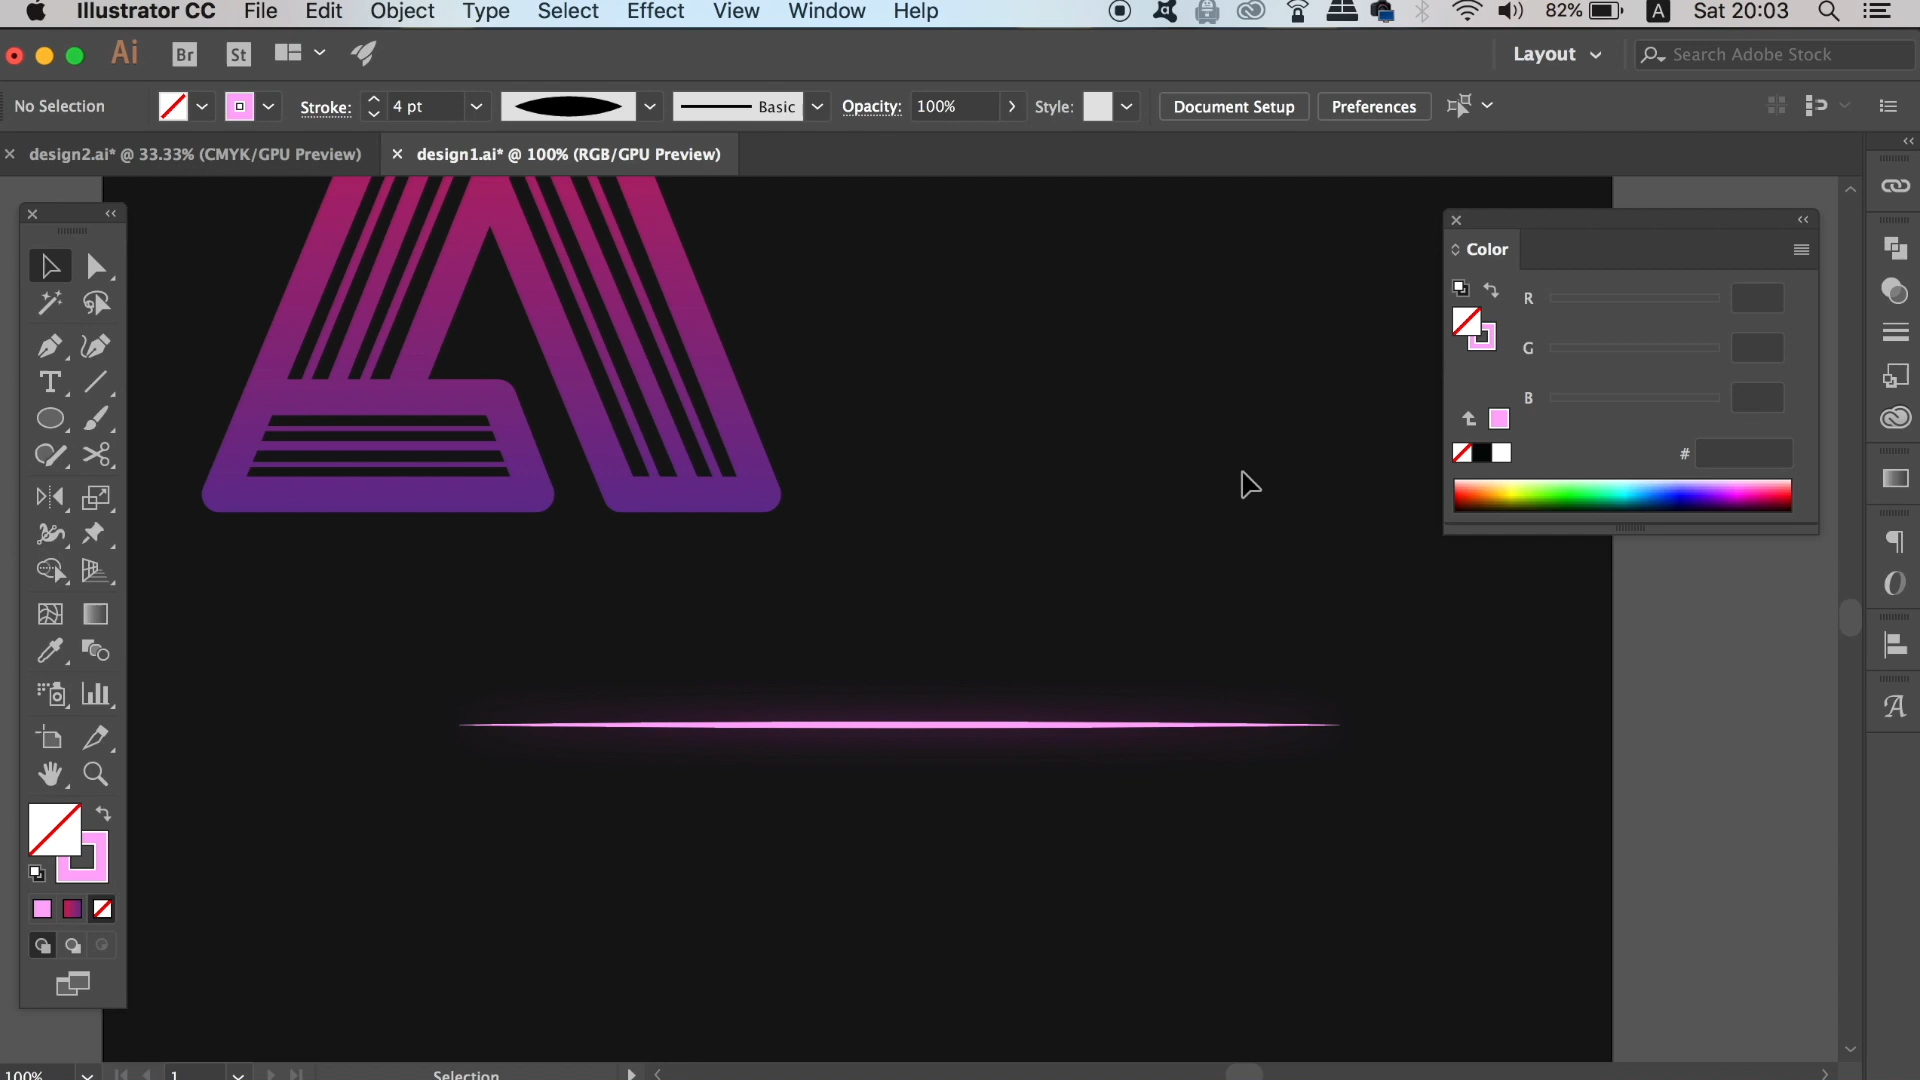 Illustrator CC File Edit Object Type Select Effect View Window Help 82% A Sat 20:03
Ai Br St Layout Search Adobe Stock
No Selection Stroke: 4 pt Basic Opacity: 100% Style: Document Setup Preferences
design2.ai* @ 33.33% (CMYK/GPU Preview) design1.ai* @ 100% (RGB/GPU Preview)
Color
R
G
B
#
100% 1 Selection